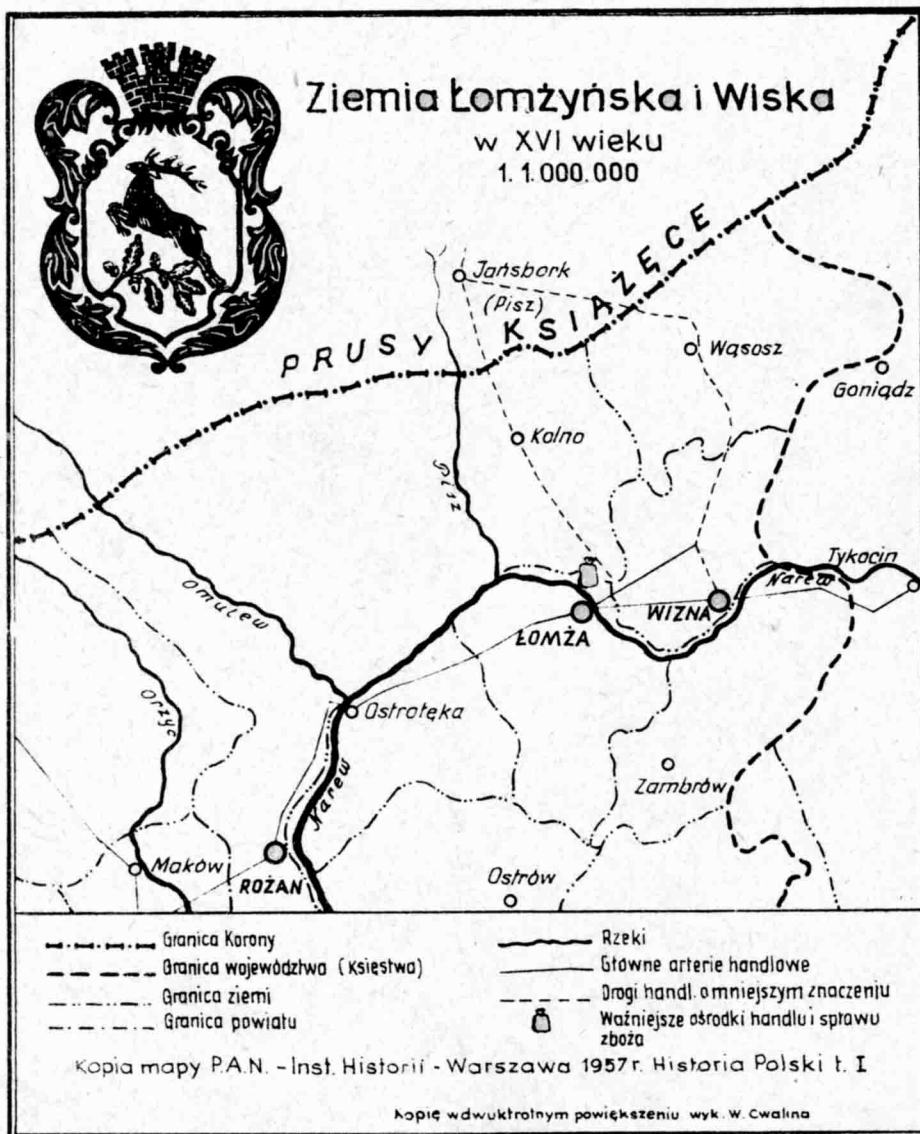 Ziemia Łomżyńska i Wiska
w XVI wieku
1.1.000.000
PRUSY KSIĄŻĘCE
Jańsbork
(Pisz)
Wąsosz
Goniądz
Kolno
Pisz
Omulew
Orzyc
Tykocin
Narew
WIZNA
ŁOMŻA
Ostrołęka
Narew
Zambrów
Maków
ROŻAN
Ostrów
Granica Korony
Granica województwa (Księstwa)
Granica ziemi
Granica powiatu
Rzeki
Główne arterie handlowe
Drogi handl. o mniejszym znaczeniu
Ważniejsze ośrodki handlu i spławu
zboża
Kopia mapy P.A.N. - Inst. Historii - Warszawa 1957r. Historia Polski t. I
Kopię w dwukrotnym powiększeniu wyk. W. Cwalina